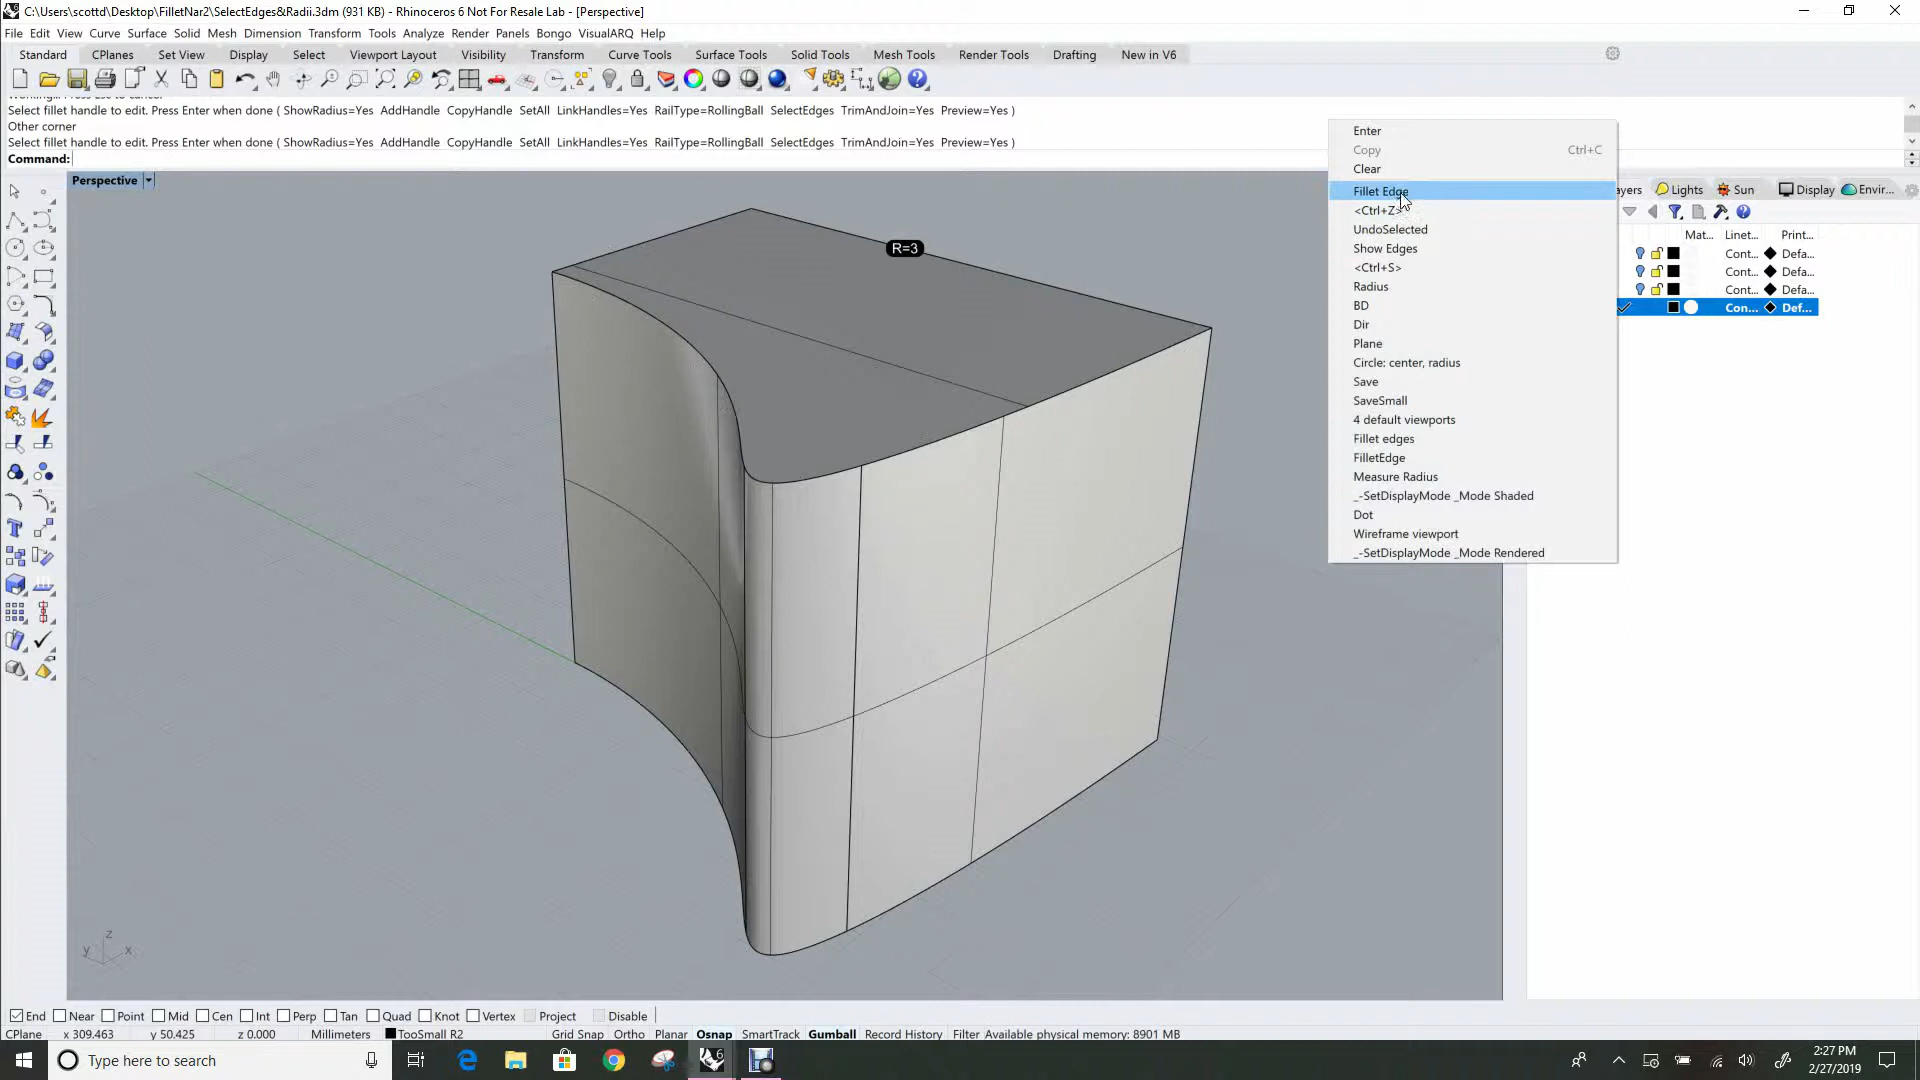 C:\Users\scottd\Desktop\FilletNar2\SelectEdges&Radii.3dm (931 KB) - Rhinoceros 6 Not For Resale Lab - [Perspective]
File Edit View Curve Surface Solid Mesh Dimension Transform Tools Analyze Render Panels Bongo VisualARQ Help
Standard CPlanes Set View Display Select Viewport Layout Visibility Transform Curve Tools Surface Tools Solid Tools Mesh Tools Render Tools Drafting New in V6
Select fillet handle to edit. Press Enter when done ( ShowRadius=Yes AddHandle CopyHandle SetAll LinkHandles=Yes RailType=RollingBall SelectEdges TrimAndJoin=Yes Preview=Yes )
Other corner
Select fillet handle to edit. Press Enter when done ( ShowRadius=Yes AddHandle CopyHandle SetAll LinkHandles=Yes RailType=RollingBall SelectEdges TrimAndJoin=Yes Preview=Yes )
Command:
Perspective
R=3
Enter
Copy Ctrl+C
Clear
Fillet Edge
<Ctrl+Z>
UndoSelected
Show Edges
<Ctrl+S>
Radius
BD
Dir
Plane
Circle: center, radius
Save
SaveSmall
4 default viewports
Fillet edges
FilletEdge
Measure Radius
_-SetDisplayMode _Mode Shaded
Dot
Wireframe viewport
_-SetDisplayMode _Mode Rendered
ayers Lights Sun Display Envir...
Mat... Linet... Print...
Cont... Defa...
Cont... Defa...
Cont... Defa...
Con... Def...
z
y x
End Near Point Mid Cen Int Perp Tan Quad Knot Vertex Project Disable
CPlane x 309.463 y 50.425 z 0.000 Millimeters TooSmall R2 Grid Snap Ortho Planar Osnap SmartTrack Gumball Record History Filter Available physical memory: 8901 MB
Type here to search
2:27 PM
2/27/2019